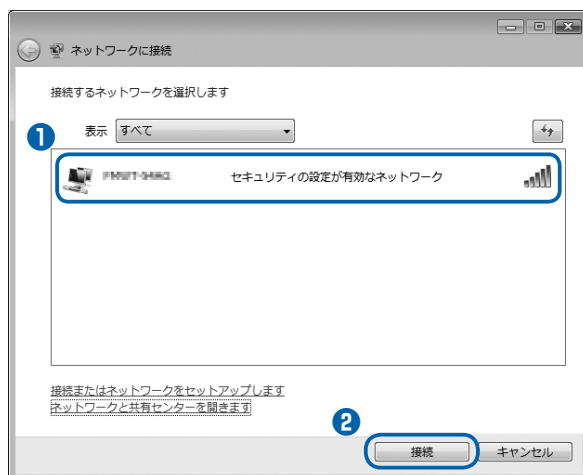 ネットワークに接続
接続するネットワークを選択します
❶
表示 すべて
セキュリティの設定が有効なネットワーク
接続またはネットワークをセットアップします
ネットワークと共有センターを開きます
❷
接続 キャンセル